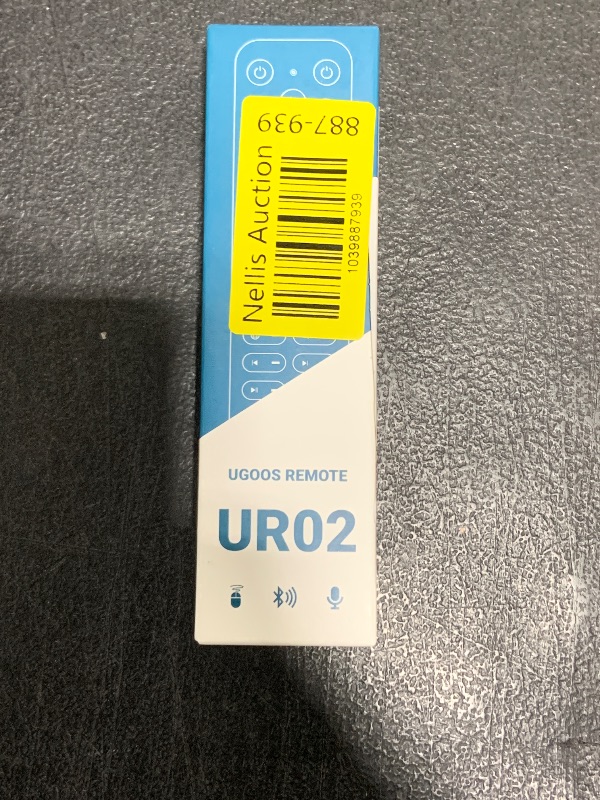 887-939
Nellis Auction
1039887939
UGOOS REMOTE
UR02